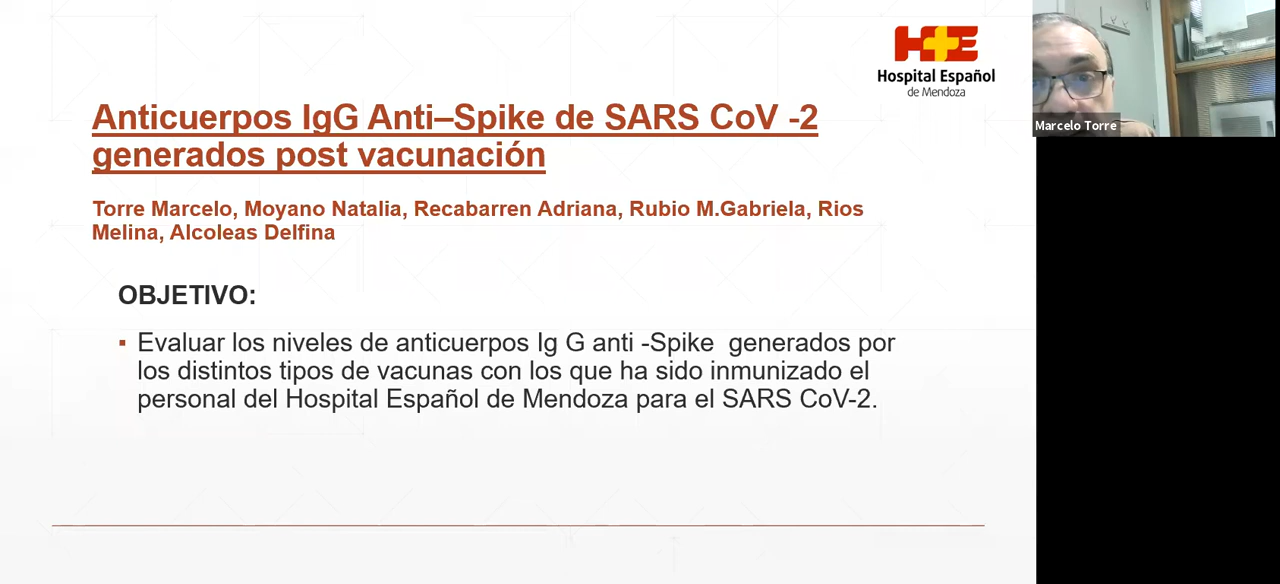 HE
Hospital Español
de Mendoza
Marcelo Torre
Anticuerpos IgG Anti–Spike de SARS CoV -2
generados post vacunación
Torre Marcelo, Moyano Natalia, Recabarren Adriana, Rubio M.Gabriela, Rios
Melina, Alcoleas Delfina
OBJETIVO:
▪ Evaluar los niveles de anticuerpos Ig G anti -Spike  generados por
los distintos tipos de vacunas con los que ha sido inmunizado el
personal del Hospital Español de Mendoza para el SARS CoV-2.